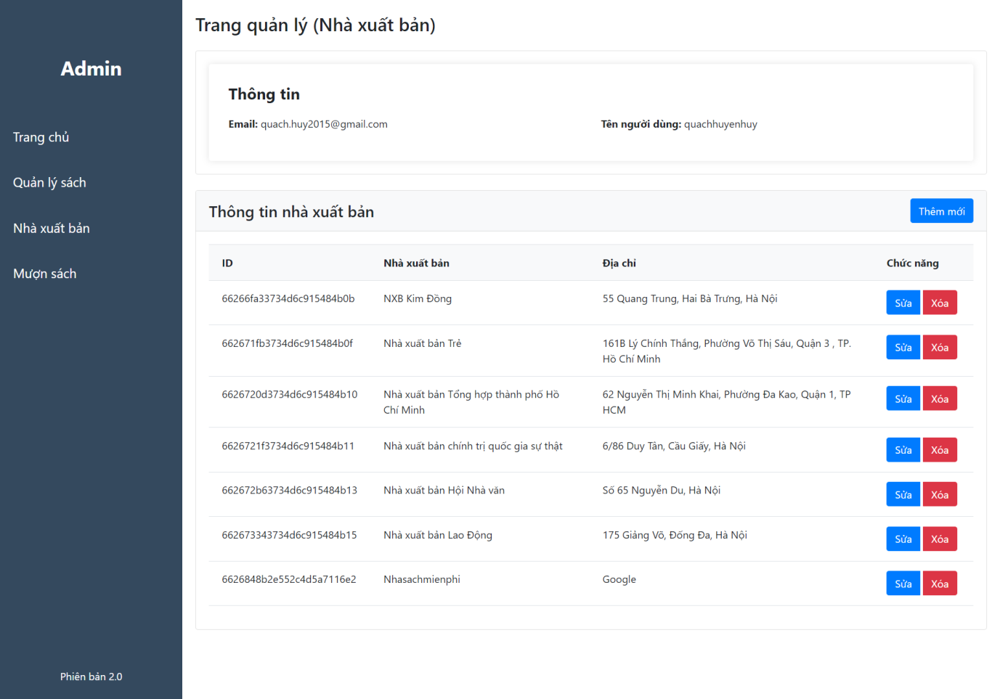 Admin
Trang chủ
Quản lý sách
Nhà xuất bản
Mượn sách
Phiên bản 2.0
Trang quản lý (Nhà xuất bản)
Thông tin
Email: quach.huy2015@gmail.com
Tên người dùng: quachhuyenhuy
Thông tin nhà xuất bản
Thêm mới
ID Nhà xuất bản Địa chỉ Chức năng
66266fa33734d6c915484b0b NXB Kim Đồng 55 Quang Trung, Hai Bà Trưng, Hà Nội Sửa Xóa
662671fb3734d6c915484b0f Nhà xuất bản Trẻ 161B Lý Chính Thắng, Phường Võ Thị Sáu, Quận 3 , TP. Sửa Xóa
Hồ Chí Minh
6626720d3734d6c915484b10 Nhà xuất bản Tổng hợp thành phố Hồ 62 Nguyễn Thị Minh Khai, Phường Đa Kao, Quận 1, TP Sửa Xóa
Chí Minh HCM
6626721f3734d6c915484b11 Nhà xuất bản chính trị quốc gia sự thật 6/86 Duy Tân, Cầu Giấy, Hà Nội Sửa Xóa
662672b63734d6c915484b13 Nhà xuất bản Hội Nhà văn Số 65 Nguyễn Du, Hà Nội Sửa Xóa
662673343734d6c915484b15 Nhà xuất bản Lao Động 175 Giảng Võ, Đống Đa, Hà Nội Sửa Xóa
6626848b2e552c4d5a7116e2 Nhasachmienphi Google Sửa Xóa